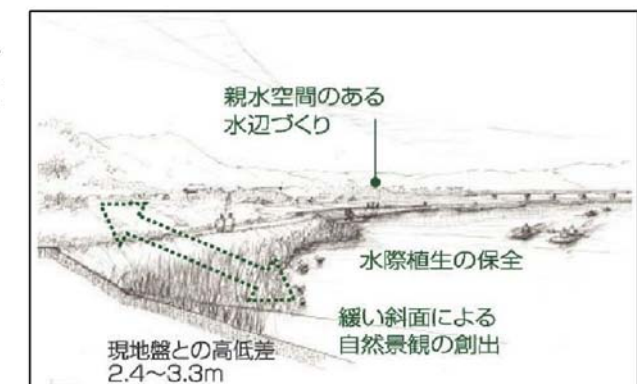 親水空間のある
水辺づくり
水際植生の保全
緩い斜面による
自然景観の創出
現地盤との高低差
2.4～3.3m